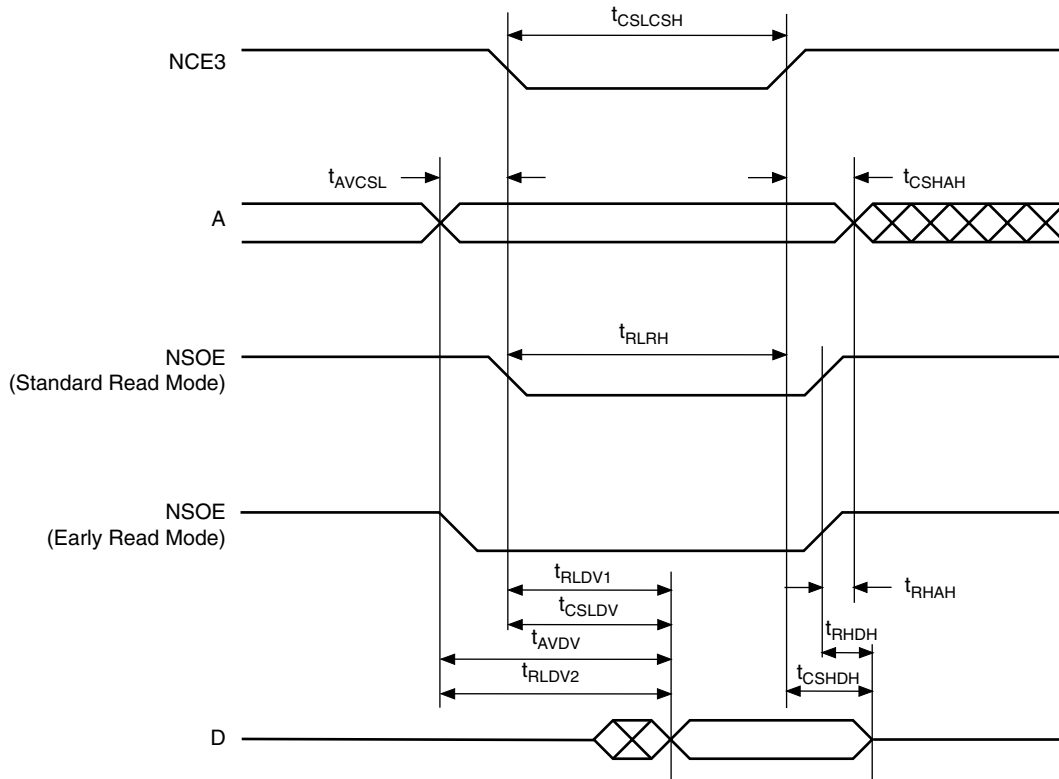 tCSLCSH
NCE3
tAVCSL
tCSHAH
A
tRLRH
NSOE
(Standard Read Mode)
NSOE
(Early Read Mode)
tRLDV1
tRHAH
tCSLDV
tRHDH
tAVDV
tCSHDH
tRLDV2
D